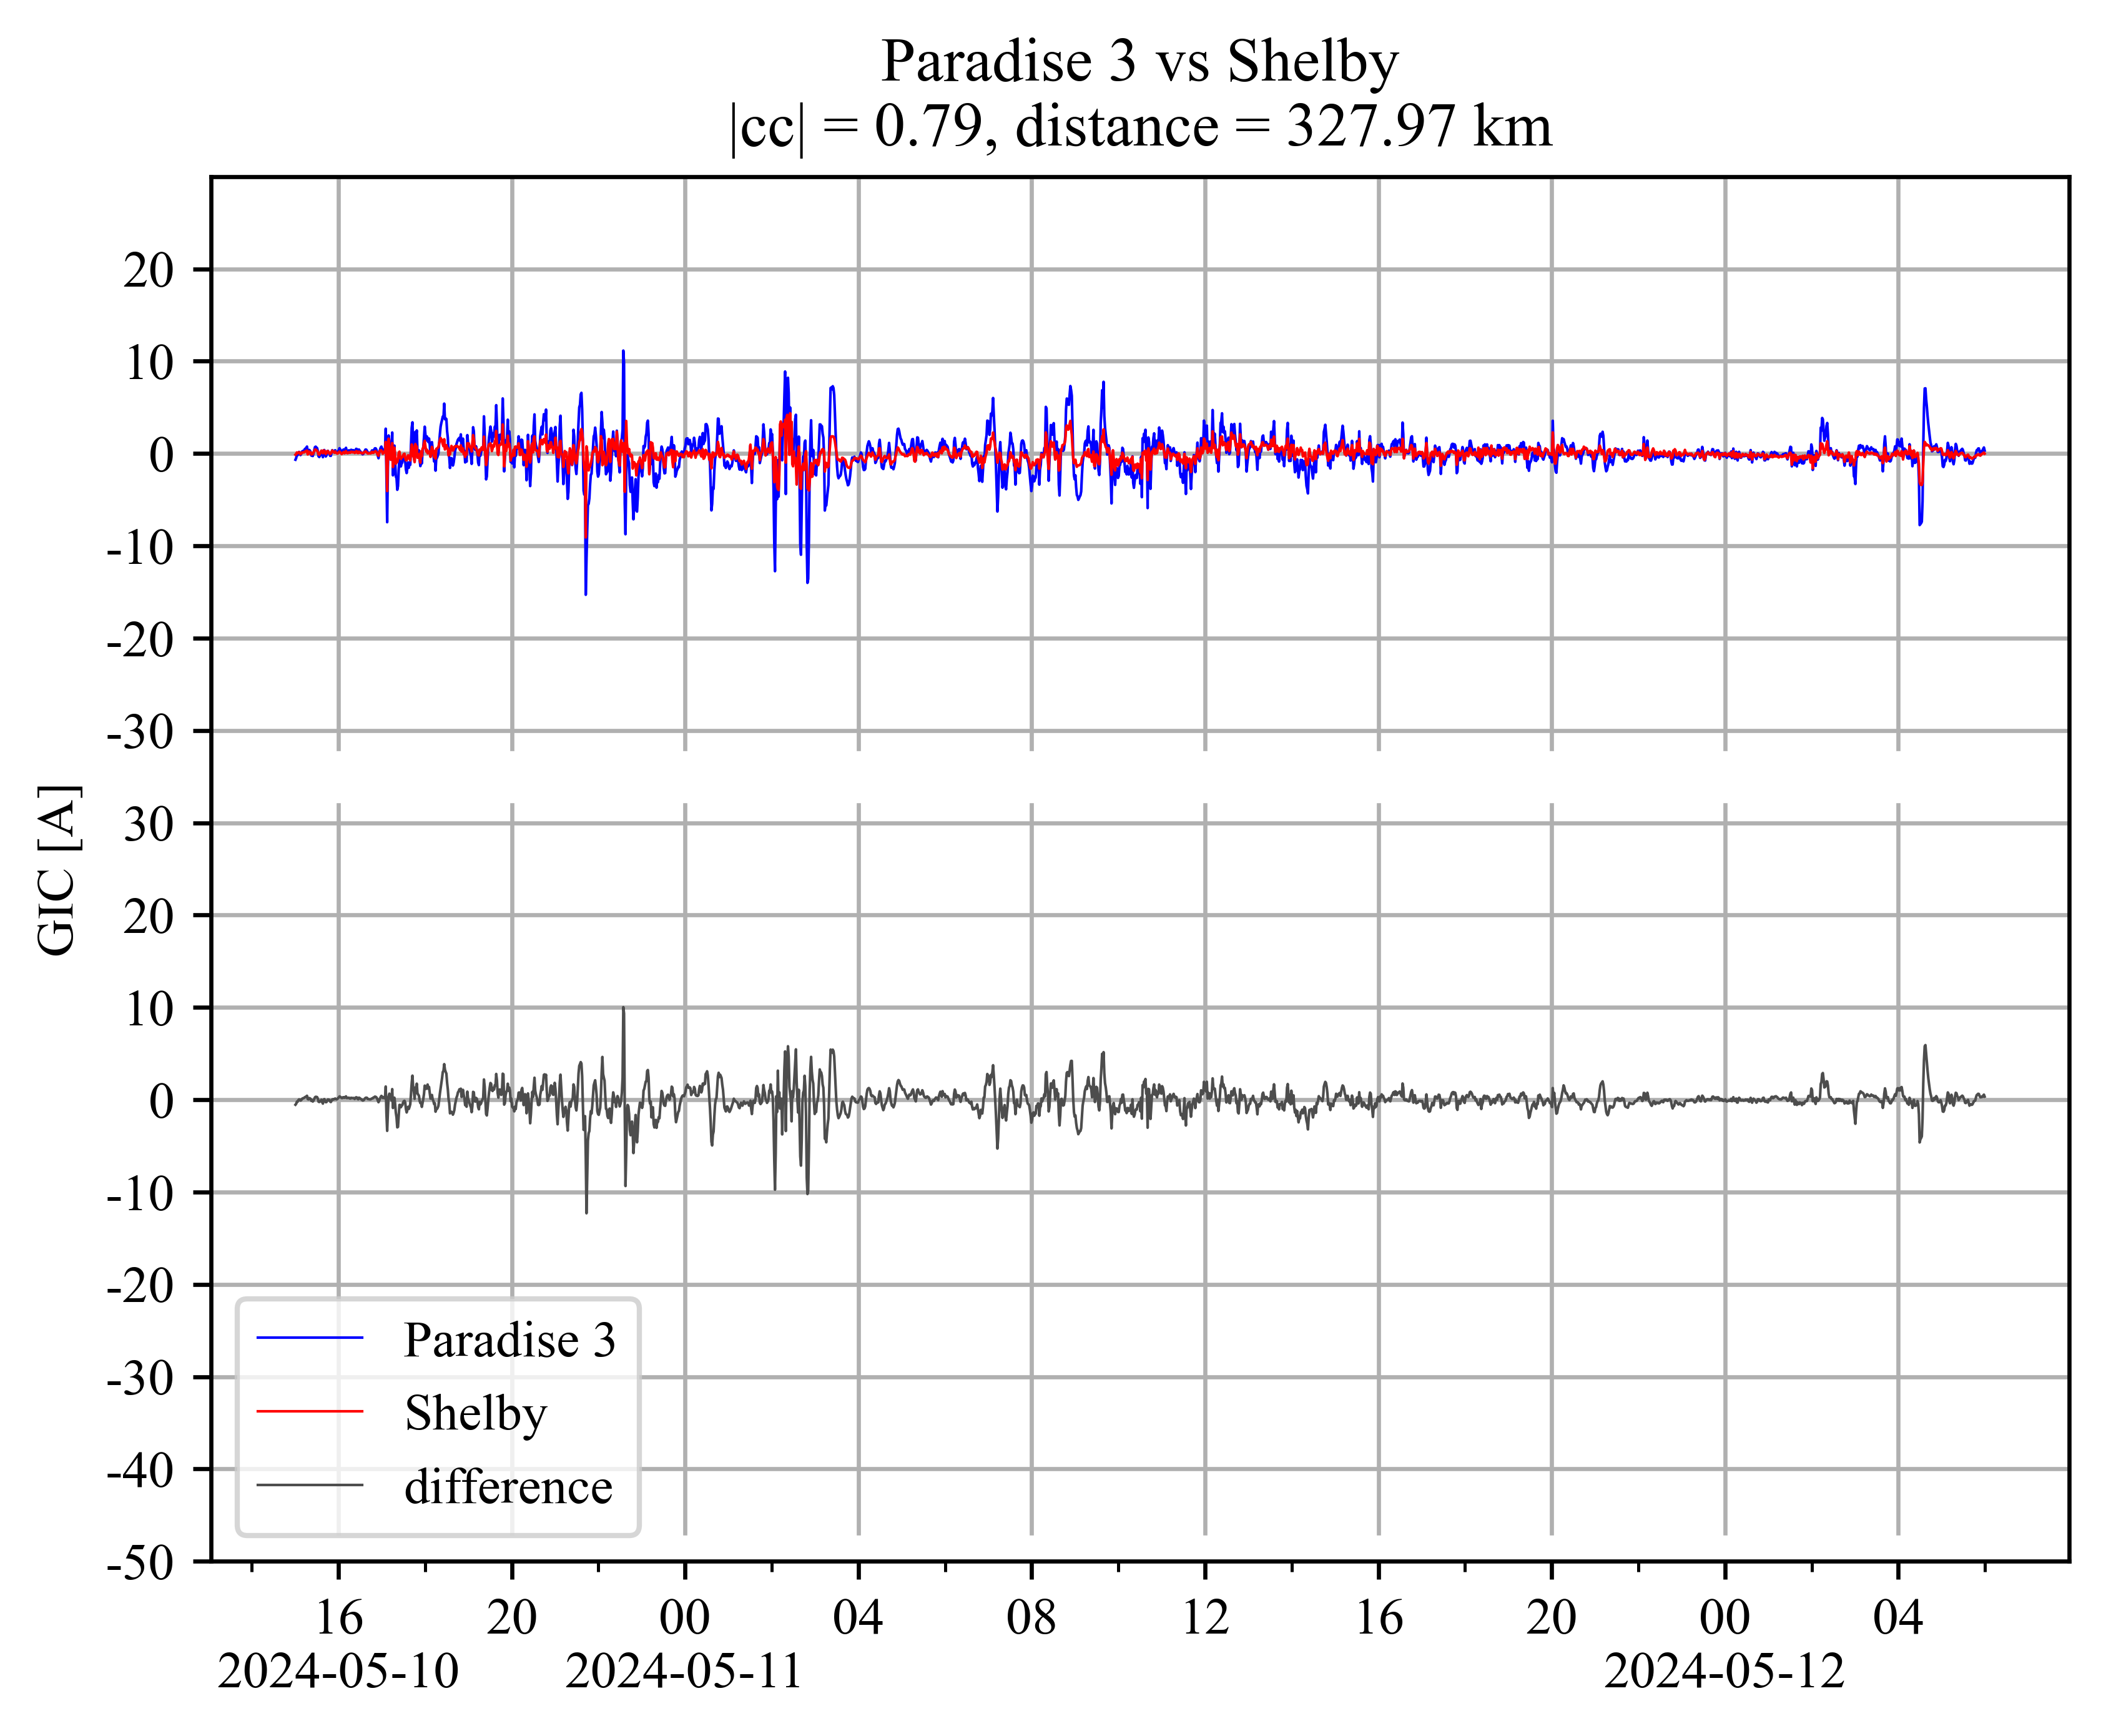 Paradise 3 vs Shelby
|cc| = 0.79, distance = 327.97 km
GIC [A]
20
10
0
-10
-20
-30
30
20
10
0
-10
-20
-30
-40
-50
Paradise 3
Shelby
difference
16 20 00 04 08 12 16 20 00 04
2024-05-10 2024-05-11 2024-05-12